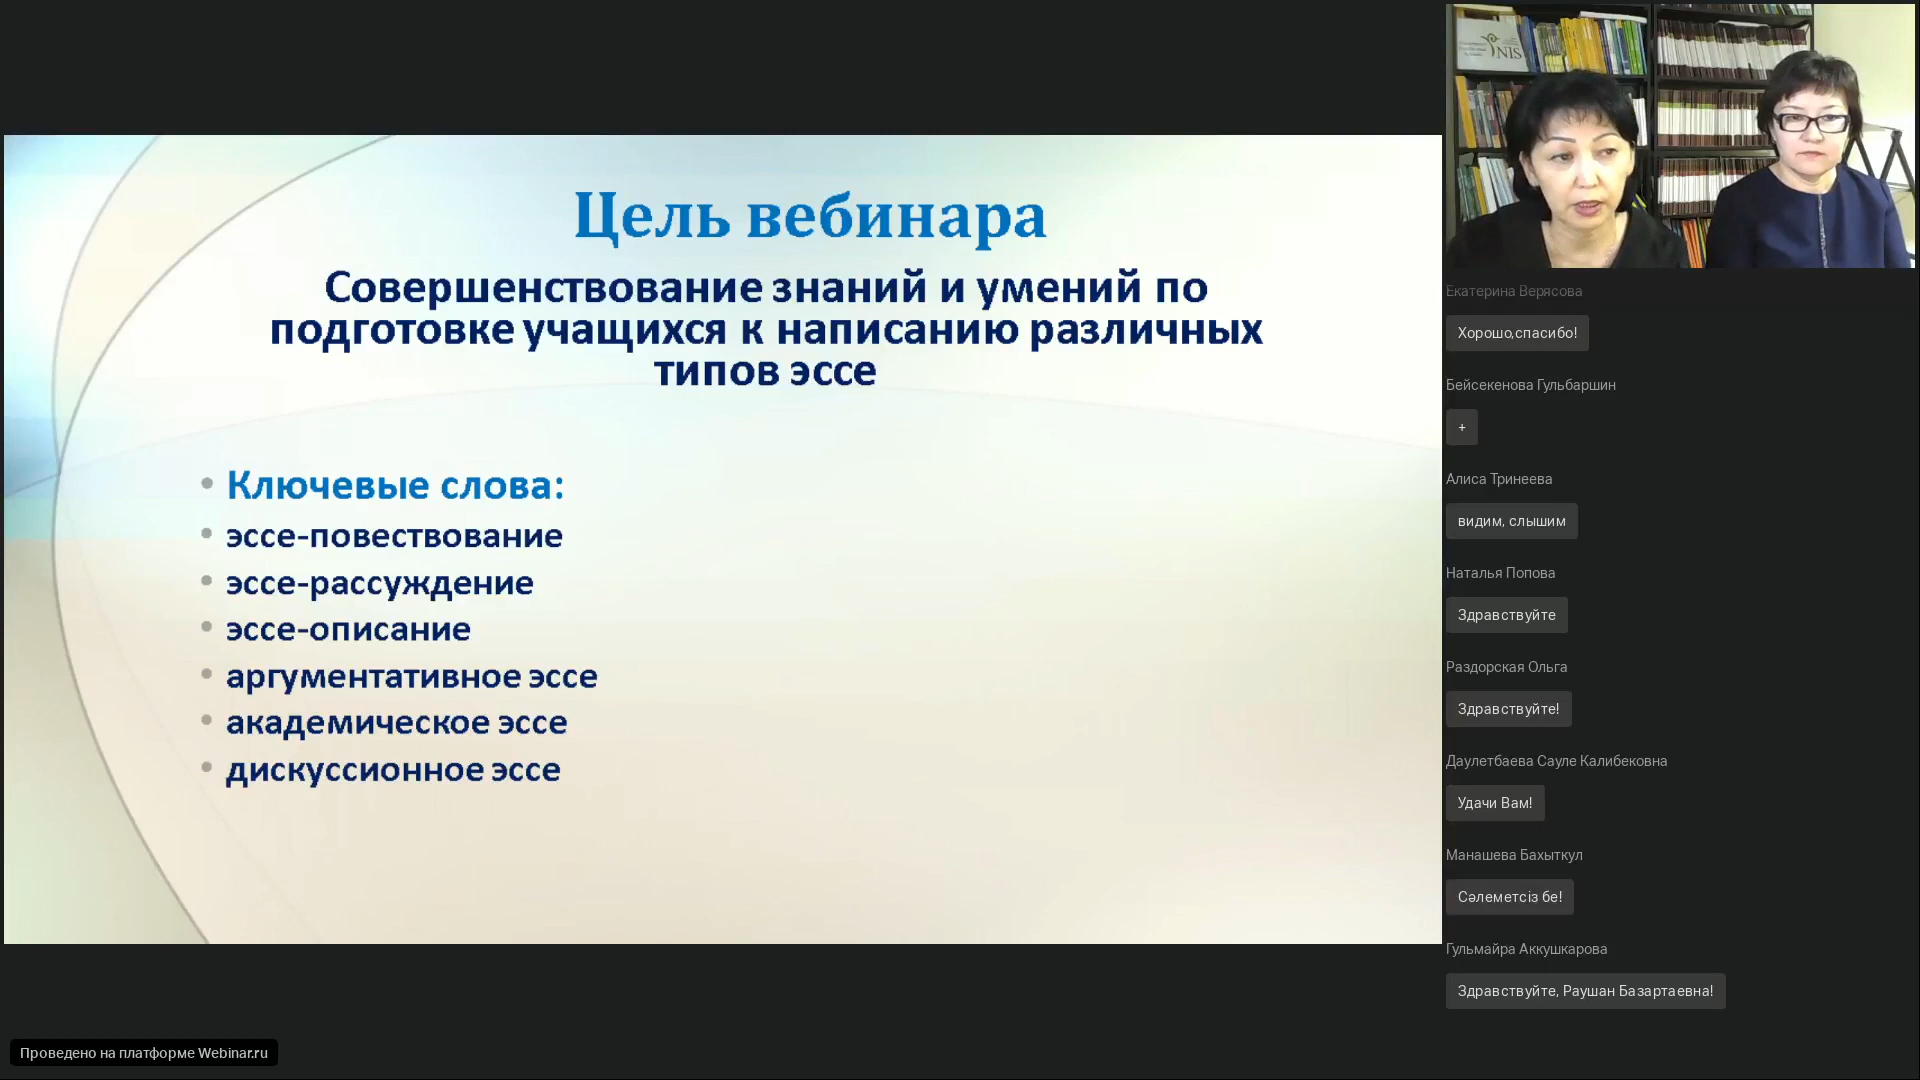 Цель вебинара
Совершенствование знаний и умений по
подготовке учащихся к написанию различных
типов эссе
Ключевые слова:
эссе-повествование
эссе-рассуждение
эссе-описание
аргументативное эссе
академическое эссе
дискуссионное эссе
NIS
Екатерина Верясова
Хорошо,спасибо!
Бейсекенова Гульбаршин
+
Алиса Тринеева
видим, слышим
Наталья Попова
Здравствуйте
Раздорская Ольга
Здравствуйте!
Даулетбаева Сауле Калибековна
Удачи Вам!
Манашева Бахыткул
Сәлеметсіз бе!
Гульмайра Аккушкарова
Здравствуйте, Раушан Базартаевна!
Проведено на платформе Webinar.ru